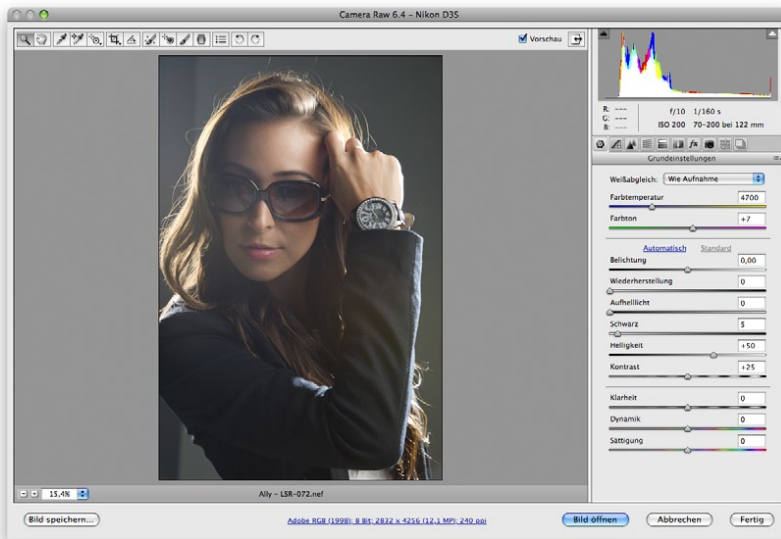 Camera Raw 6.4 – Nikon D3S
Vorschau
R: ---
G: ---
B: ---
f/10 1/160 s
ISO 200 70-200 bei 122 mm
Grundeinstellungen
Weißabgleich: Wie Aufnahme
Farbtemperatur 4700
Farbton +7
Automatisch Standard
Belichtung 0,00
Wiederherstellung 0
Aufhelllicht 0
Schwarz 5
Helligkeit +50
Kontrast +25
Klarheit 0
Dynamik 0
Sättigung 0
15,4% Ally – LSR-072.nef
Bild speichern... Adobe RGB (1998); 8 Bit; 2832 x 4256 (12,1 MP); 240 ppi Bild öffnen Abbrechen Fertig